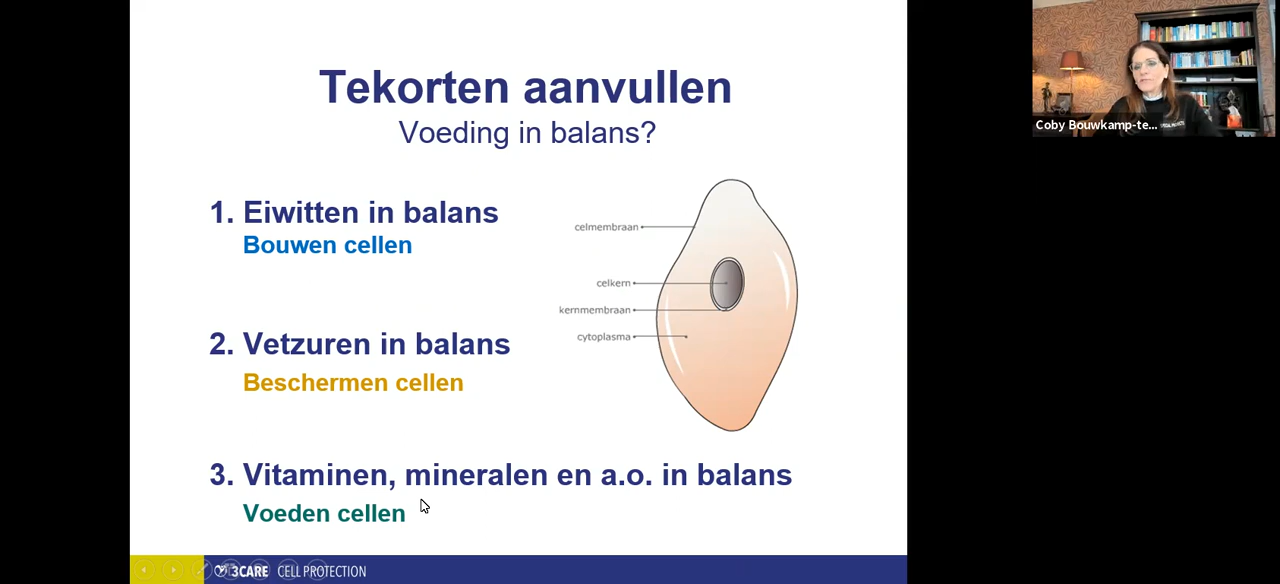 Tekorten aanvullen
Voeding in balans?
1. Eiwitten in balans
Bouwen cellen
celmembraan
celkern
kernmembraan
cytoplasma
2. Vetzuren in balans
Beschermen cellen
3. Vitaminen, mineralen en a.o. in balans
Voeden cellen
3CARE CELL PROTECTION
Coby Bouwkamp-te...